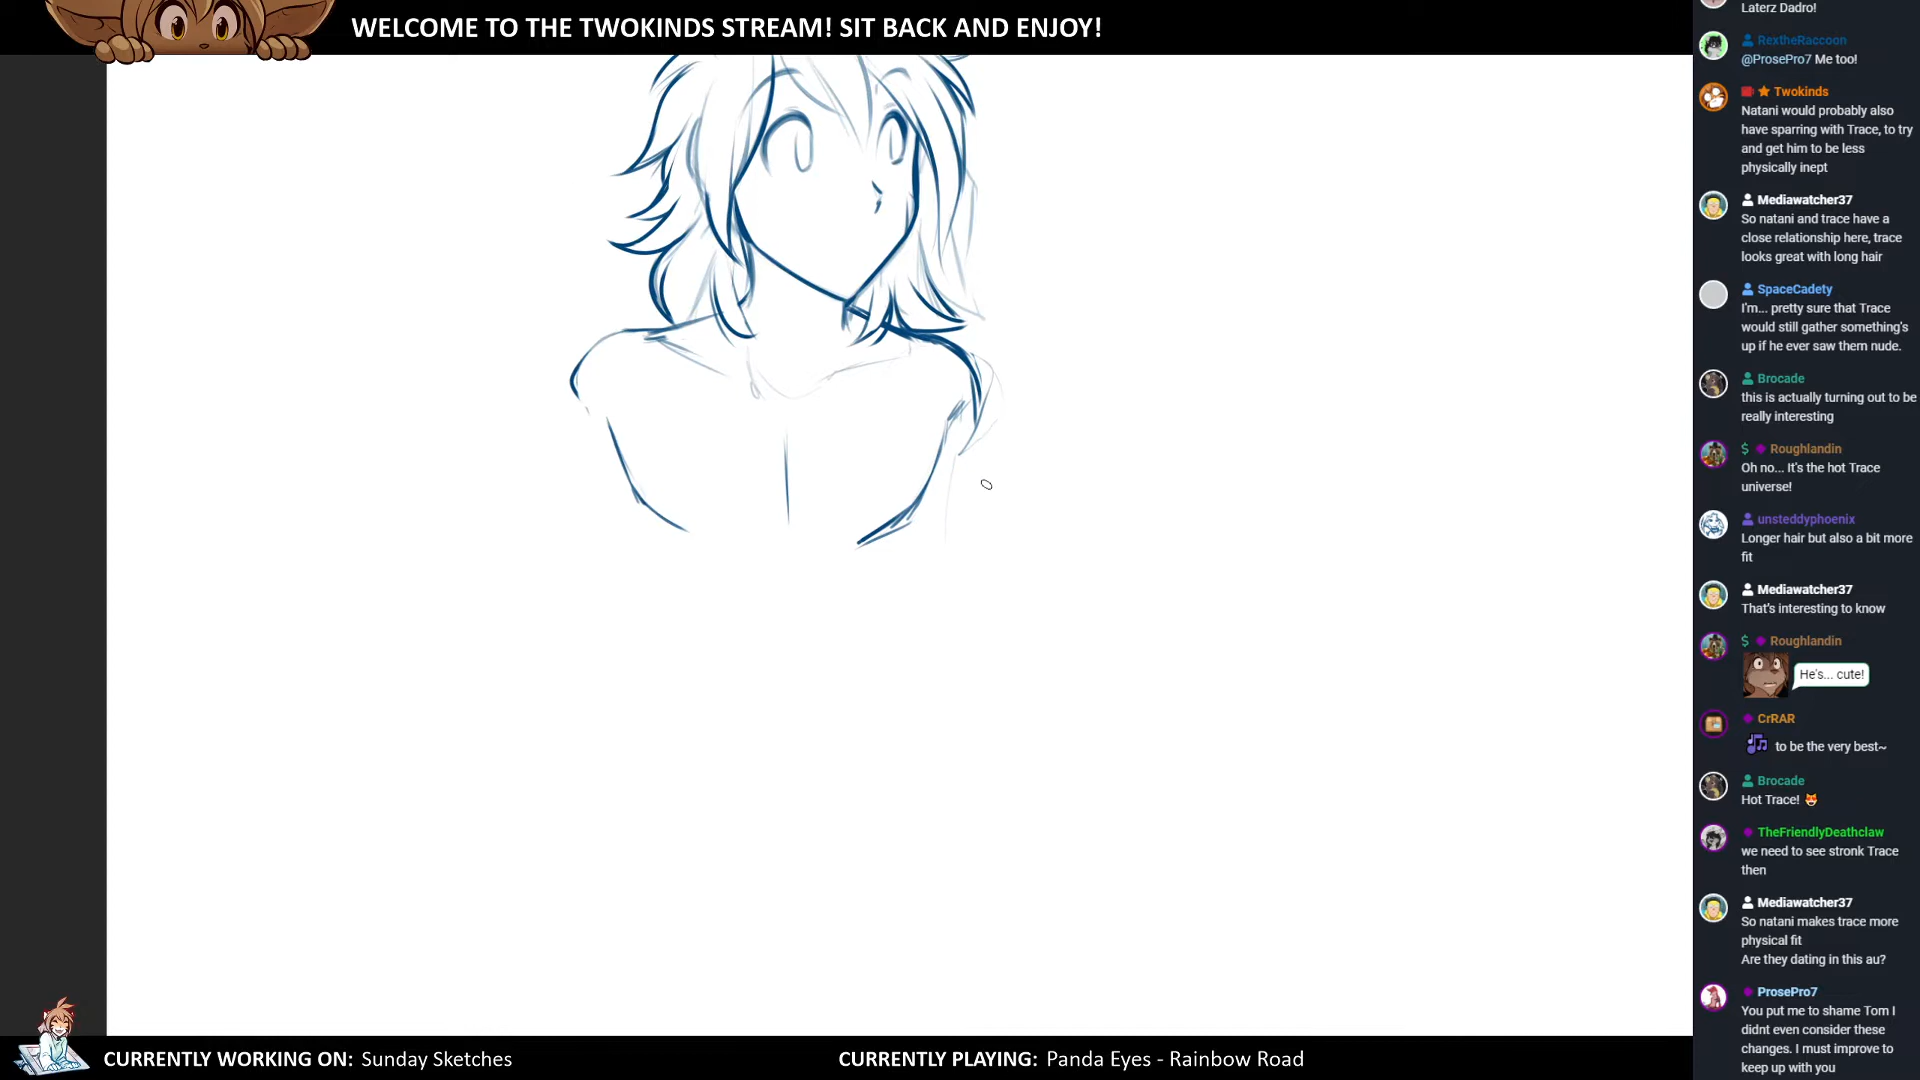 WELCOME TO THE TWOKINDS STREAM! SIT BACK AND ENJOY!
Laterz Dadro!
RextheRaccoon
@ProsePro7 Me too!
Twokinds
Natani would probably also
have sparring with Trace, to try
and get him to be less
physically inept
Mediawatcher37
So natani and trace have a
close relationship here, trace
looks great with long hair
SpaceCadety
I'm... pretty sure that Trace
would still gather something's
up if he ever saw them nude.
Brocade
this is actually turning out to be
really interesting
$ Roughlandin
Oh no... It's the hot Trace
universe!
unsteddyphoenix
Longer hair but also a bit more
fit
Mediawatcher37
That's interesting to know
$ Roughlandin
He's... cute!
CrRAR
to be the very best~
Brocade
Hot Trace!
TheFriendlyDeathclaw
we need to see stronk Trace
then
Mediawatcher37
So natani makes trace more
physical fit
Are they dating in this au?
ProsePro7
You put me to shame Tom I
didnt even consider these
changes. I must improve to
keep up with you
CURRENTLY WORKING ON: Sunday Sketches
CURRENTLY PLAYING: Panda Eyes - Rainbow Road